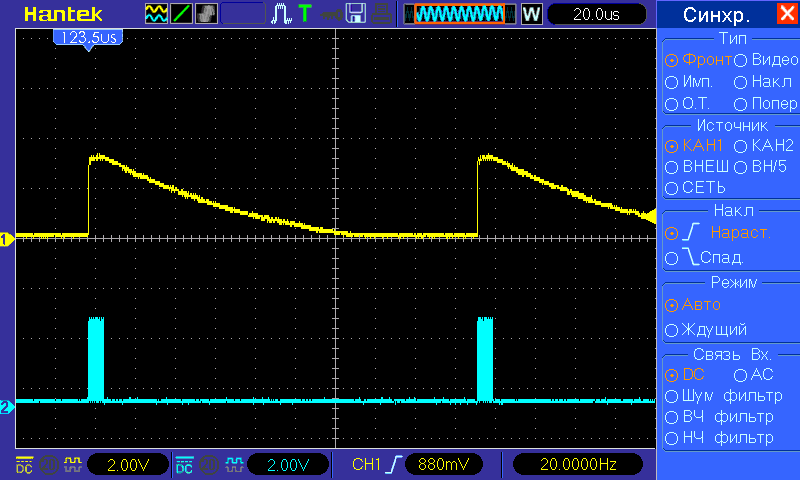 Hantek T W 20.0us Синхр.
123.5us
Тип
Фронт Видео
Имп. Накл
О.Т. Попер
Источник
КАН1 КАН2
ВНЕШ ВН/5
СЕТЬ
Накл
Нараст.
Спад.
Режим
Авто
Ждущий
Связь Вх.
DC AC
Шум фильтр
ВЧ фильтр
НЧ фильтр
1
2
DC 2.00V DC 2.00V CH1 880mV 20.0000Hz